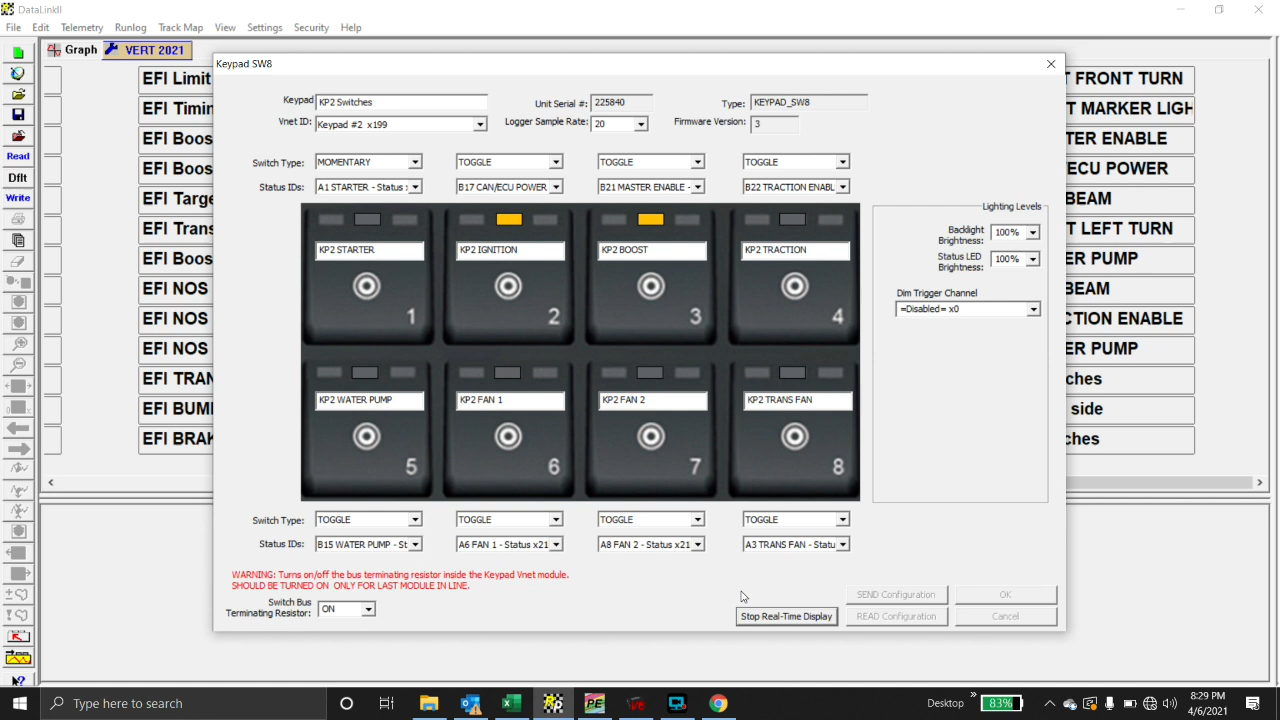 DataLinkII
File Edit Telemetry Runlog Track Map View Settings Security Help
Graph VERT 2021
Keypad SW8
Keypad KP2 Switches Unit Serial #: 225840 Type: KEYPAD_SW8
Vnet ID: Keypad #2 x199 Logger Sample Rate: 20 Firmware Version: 3
Switch Type: MOMENTARY TOGGLE TOGGLE TOGGLE
Status IDs: A1 STARTER - Status B17 CAN/ECU POWER B21 MASTER ENABLE - B22 TRACTION ENABL
KP2 STARTER KP2 IGNITION KP2 BOOST KP2 TRACTION
1 2 3 4
KP2 WATER PUMP KP2 FAN 1 KP2 FAN 2 KP2 TRANS FAN
5 6 7 8
Switch Type: TOGGLE TOGGLE TOGGLE TOGGLE
Status IDs: B15 WATER PUMP - St A6 FAN 1 - Status x21 A8 FAN 2 - Status x21 A3 TRANS FAN - Statu
Lighting Levels
Backlight
Brightness: 100%
Status LED
Brightness: 100%
Dim Trigger Channel
=Disabled= x0
WARNING: Turns on/off the bus terminating resistor inside the Keypad Vnet module.
SHOULD BE TURNED ON ONLY FOR LAST MODULE IN LINE.
Switch Bus
Terminating Resistor: ON
Stop Real-Time Display
SEND Configuration OK
READ Configuration Cancel
Read
Dflt
Write
EFI Limit
EFI Timin
EFI Boos
EFI Boos
EFI Targe
EFI Trans
EFI Boos
EFI NOS
EFI NOS
EFI NOS
EFI TRAN
EFI BUMI
EFI BRAK
T FRONT TURN
T MARKER LIGH
TER ENABLE
ECU POWER
BEAM
T LEFT TURN
ER PUMP
BEAM
CTION ENABLE
ER PUMP
ches
side
ches
Type here to search
Desktop
83%
8:29 PM
4/6/2021